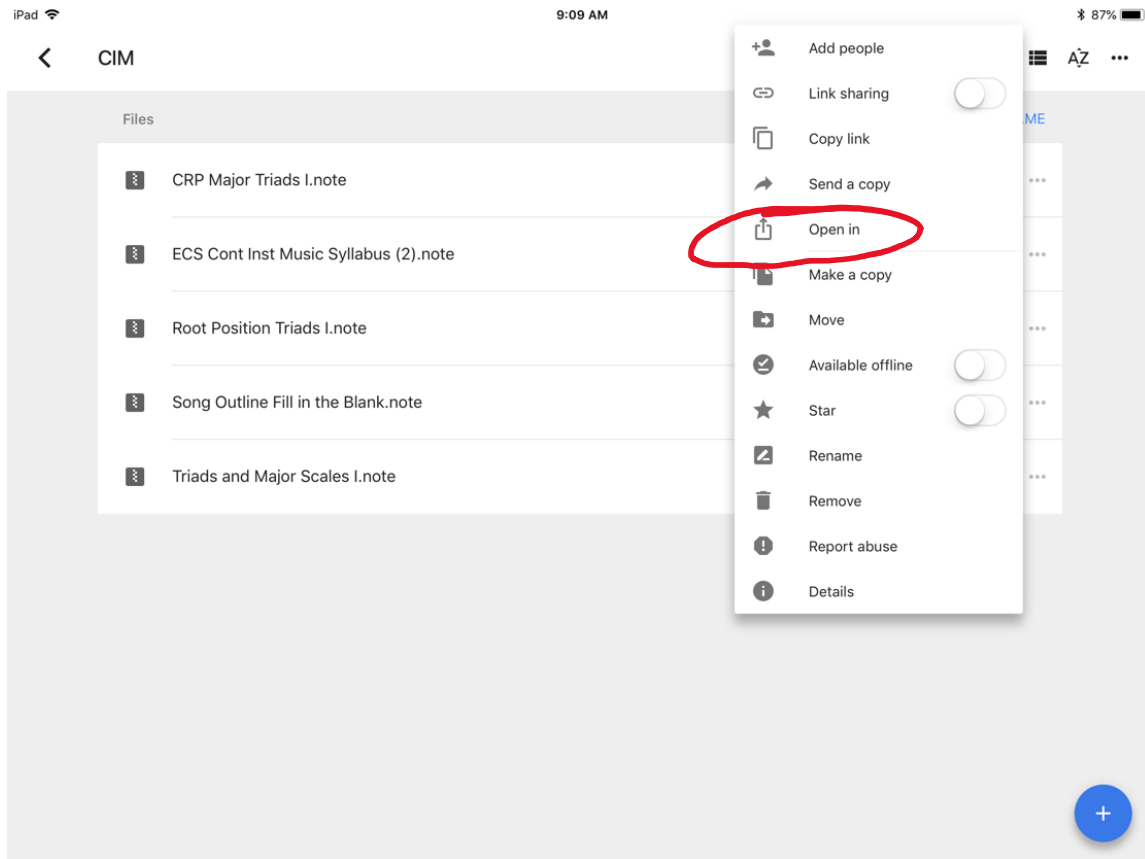 iPad 9:09 AM 87%
CIM
AZ
Files
AME
CRP Major Triads I.note
ECS Cont Inst Music Syllabus (2).note
Root Position Triads I.note
Song Outline Fill in the Blank.note
Triads and Major Scales I.note
Add people
Link sharing
Copy link
Send a copy
Open in
Make a copy
Move
Available offline
Star
Rename
Remove
Report abuse
Details